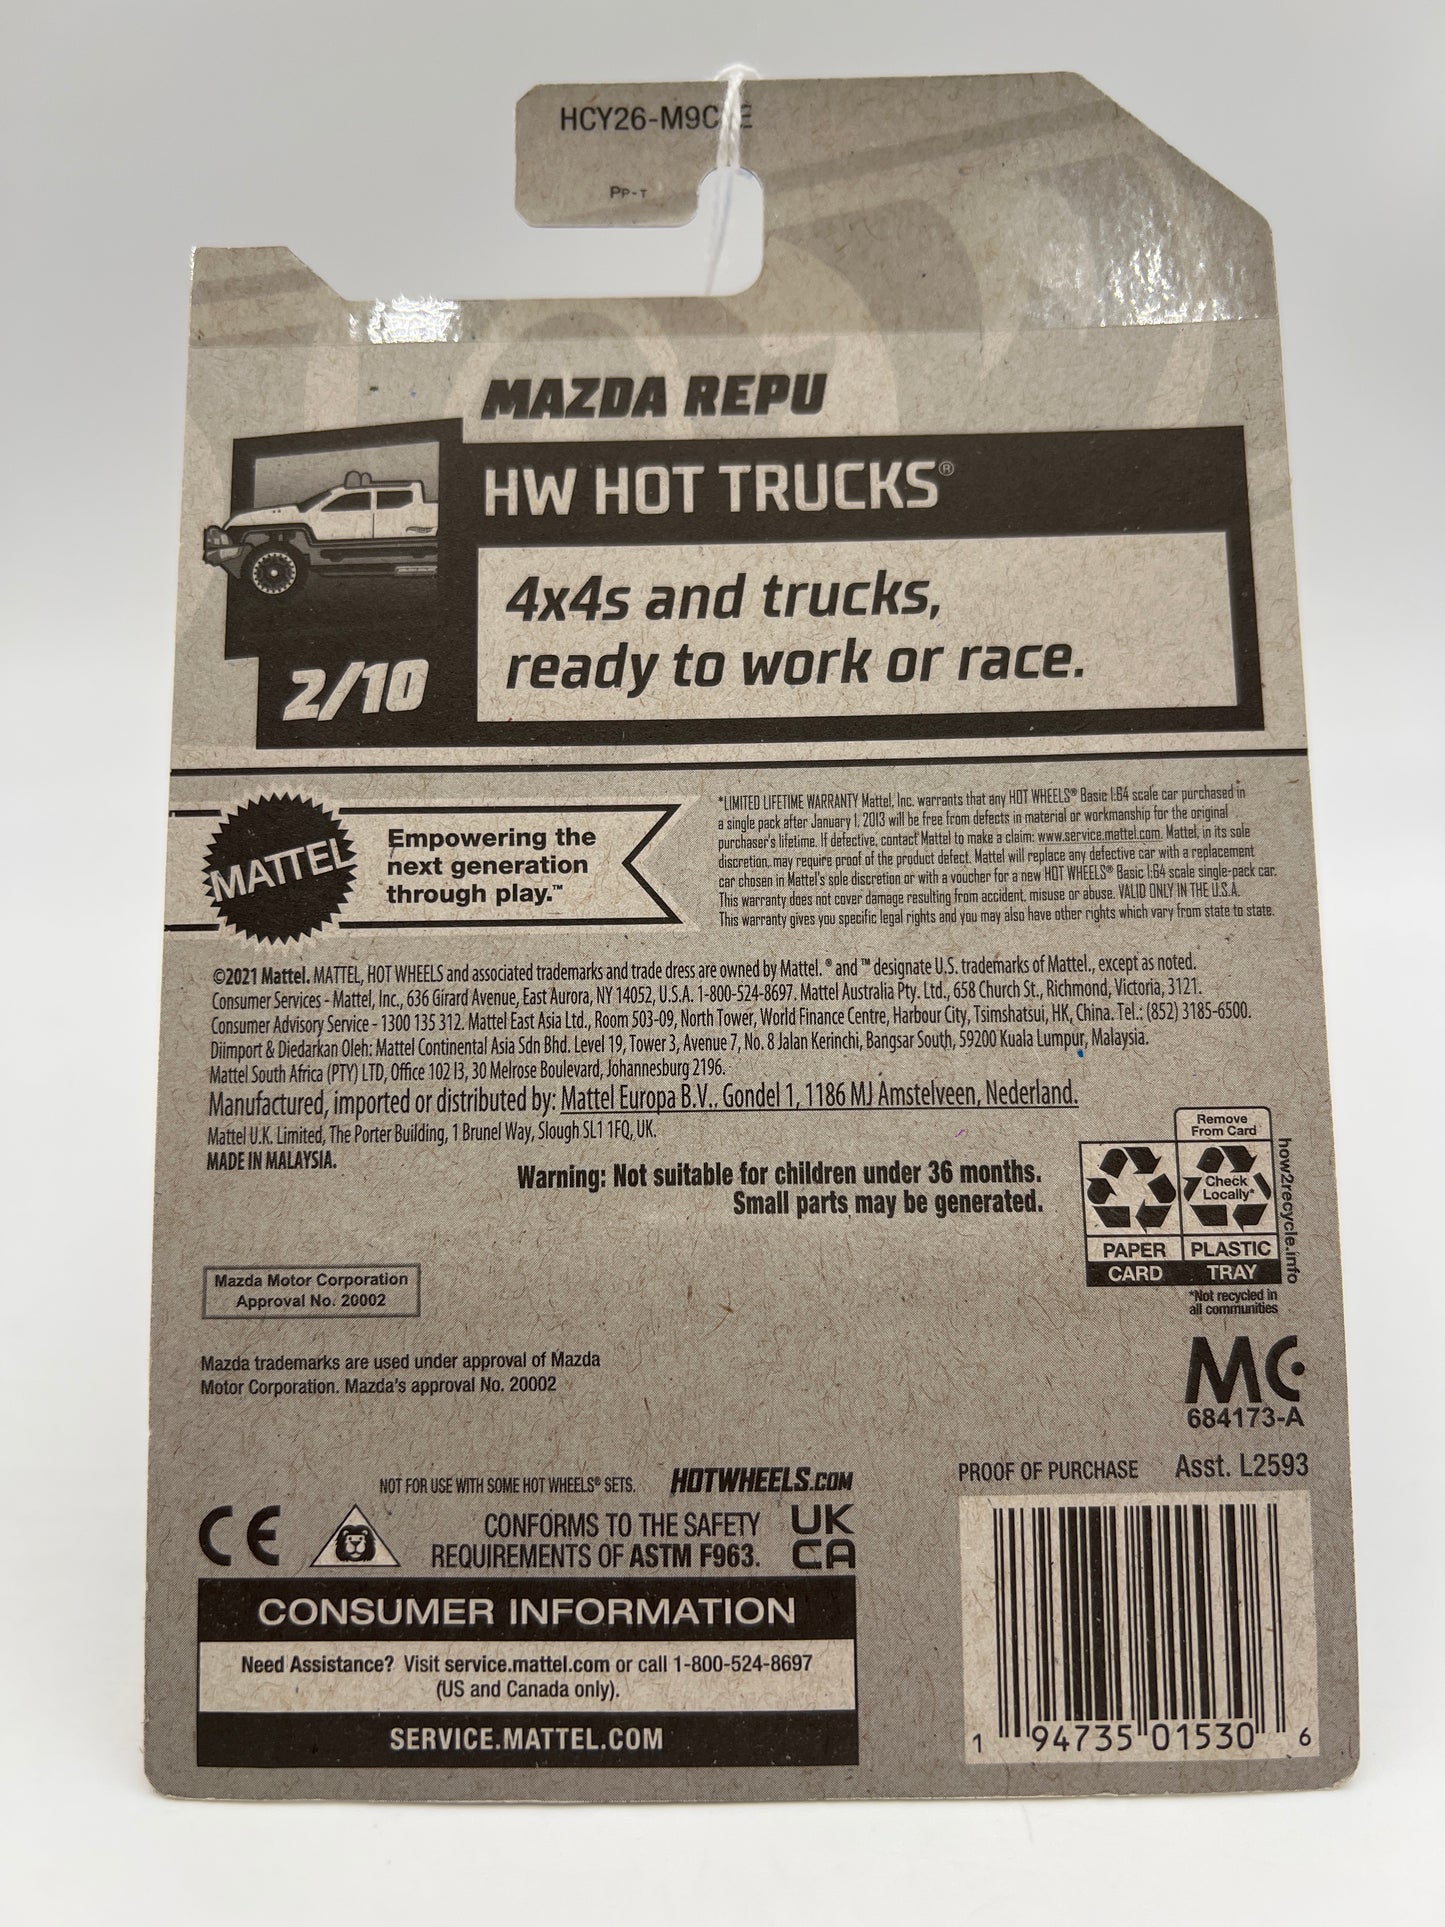 HCY26-M9C
PP-T
MAZDA REPU
HW HOT TRUCKS®
4x4s and trucks,
ready to work or race.
2/10
MATTEL
Empowering the
next generation
through play.™
*LIMITED LIFETIME WARRANTY Mattel, Inc. warrants that any HOT WHEELS® Basic 1:64 scale car purchased in
a single pack after January 1, 2013 will be free from defects in material or workmanship for the original
purchaser's lifetime. If defective, contact Mattel to make a claim: www.service.mattel.com. Mattel, in its sole
discretion, may require proof of the product defect. Mattel will replace any defective car with a replacement
car chosen in Mattel's sole discretion or with a voucher for a new HOT WHEELS® Basic 1:64 scale single-pack car.
This warranty does not cover damage resulting from accident, misuse or abuse. VALID ONLY IN THE U.S.A.
This warranty gives you specific legal rights and you may also have other rights which vary from state to state.
©2021 Mattel. MATTEL, HOT WHEELS and associated trademarks and trade dress are owned by Mattel. ® and ™ designate U.S. trademarks of Mattel., except as noted.
Consumer Services - Mattel, Inc., 636 Girard Avenue, East Aurora, NY 14052, U.S.A. 1-800-524-8697. Mattel Australia Pty. Ltd., 658 Church St., Richmond, Victoria, 3121.
Consumer Advisory Service - 1300 135 312. Mattel East Asia Ltd., Room 503-09, North Tower, World Finance Centre, Harbour City, Tsimshatsui, HK, China. Tel.: (852) 3185-6500.
Diimport & Diedarkan Oleh: Mattel Continental Asia Sdn Bhd. Level 19, Tower 3, Avenue 7, No. 8 Jalan Kerinchi, Bangsar South, 59200 Kuala Lumpur, Malaysia.
Mattel South Africa (PTY) LTD, Office 102 I3, 30 Melrose Boulevard, Johannesburg 2196.
Manufactured, imported or distributed by: Mattel Europa B.V., Gondel 1, 1186 MJ Amstelveen, Nederland.
Mattel U.K. Limited, The Porter Building, 1 Brunel Way, Slough SL1 1FQ, UK.
MADE IN MALAYSIA.
Warning: Not suitable for children under 36 months.
Small parts may be generated.
Remove
From Card
Check
Locally*
PAPER
PLASTIC
CARD
TRAY
how2recycle.info
*Not recycled in
all communities
Mazda Motor Corporation
Approval No. 20002
Mazda trademarks are used under approval of Mazda
Motor Corporation. Mazda's approval No. 20002
MC
684173-A
NOT FOR USE WITH SOME HOT WHEELS® SETS.
HOTWHEELS.COM
PROOF OF PURCHASE
Asst. L2593
CE
CONFORMS TO THE SAFETY
REQUIREMENTS OF ASTM F963.
UK
CA
CONSUMER INFORMATION
Need Assistance? Visit service.mattel.com or call 1-800-524-8697
(US and Canada only).
SERVICE.MATTEL.COM
1 94735 01530 6